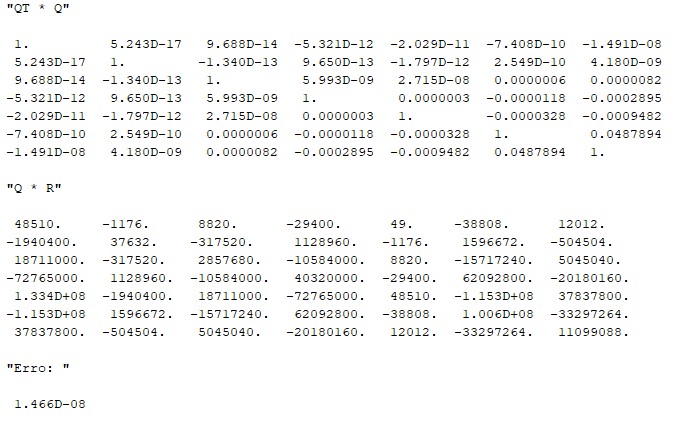 "QT * Q"
1. 5.243D-17 9.688D-14 -5.321D-12 -2.029D-11 -7.408D-10 -1.491D-08
5.243D-17 1. -1.340D-13 9.650D-13 -1.797D-12 2.549D-10 4.180D-09
9.688D-14 -1.340D-13 1. 5.993D-09 2.715D-08 0.0000006 0.0000082
-5.321D-12 9.650D-13 5.993D-09 1. 0.0000003 -0.0000118 -0.0002895
-2.029D-11 -1.797D-12 2.715D-08 0.0000003 1. -0.0000328 -0.0009482
-7.408D-10 2.549D-10 0.0000006 -0.0000118 -0.0000328 1. 0.0487894
-1.491D-08 4.180D-09 0.0000082 -0.0002895 -0.0009482 0.0487894 1.
"Q * R"
48510. -1176. 8820. -29400. 49. -38808. 12012.
-1940400. 37632. -317520. 1128960. -1176. 1596672. -504504.
18711000. -317520. 2857680. -10584000. 8820. -15717240. 5045040.
-72765000. 1128960. -10584000. 40320000. -29400. 62092800. -20180160.
1.334D+08 -1940400. 18711000. -72765000. 48510. -1.153D+08 37837800.
-1.153D+08 1596672. -15717240. 62092800. -38808. 1.006D+08 -33297264.
37837800. -504504. 5045040. -20180160. 12012. -33297264. 11099088.
"Erro: "
1.466D-08